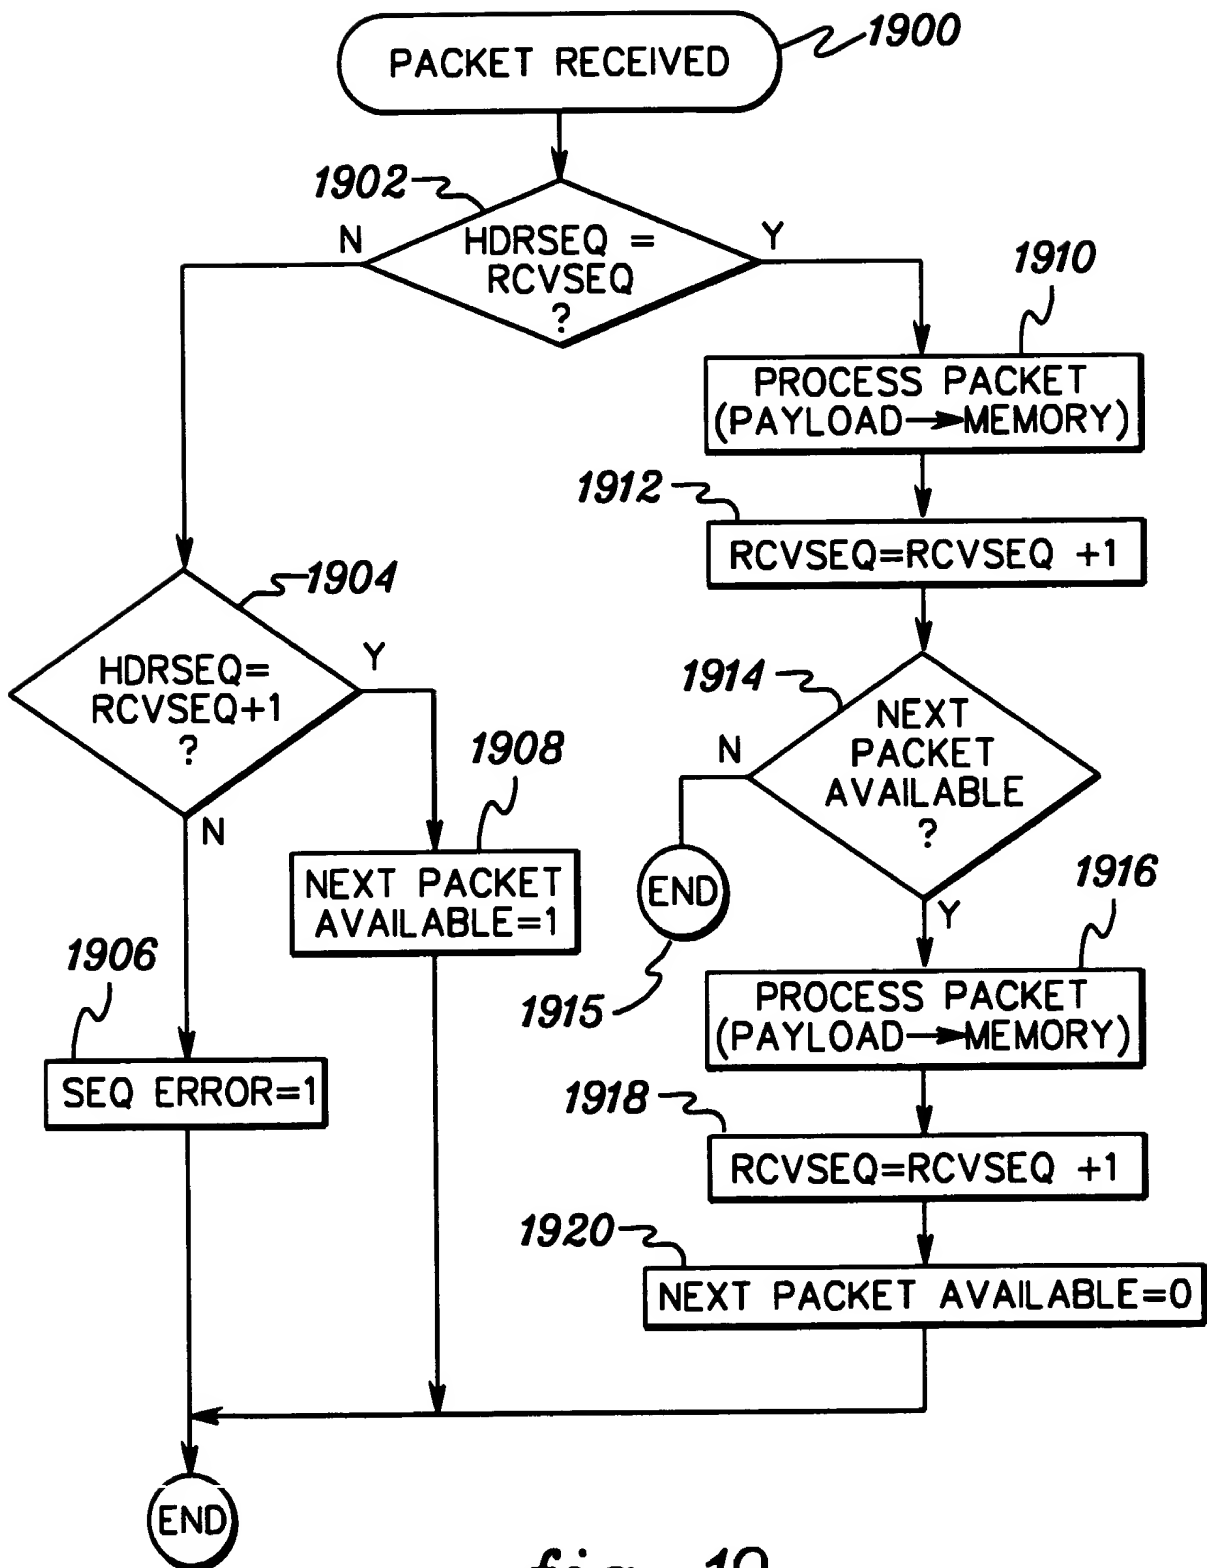 PACKET RECEIVED
1900
1902
N
HDRSEQ =
RCVSEQ
?
Y
1910
PROCESS PACKET
(PAYLOAD→MEMORY)
1912
RCVSEQ=RCVSEQ +1
1904
HDRSEQ=
RCVSEQ+1
?
Y
N
1914
NEXT
PACKET
AVAILABLE
?
N
Y
1908
NEXT PACKET
AVAILABLE=1
END
1915
1916
PROCESS PACKET
(PAYLOAD→MEMORY)
1906
SEQ ERROR=1
1918
RCVSEQ=RCVSEQ +1
1920
NEXT PACKET AVAILABLE=0
END
fig. 19